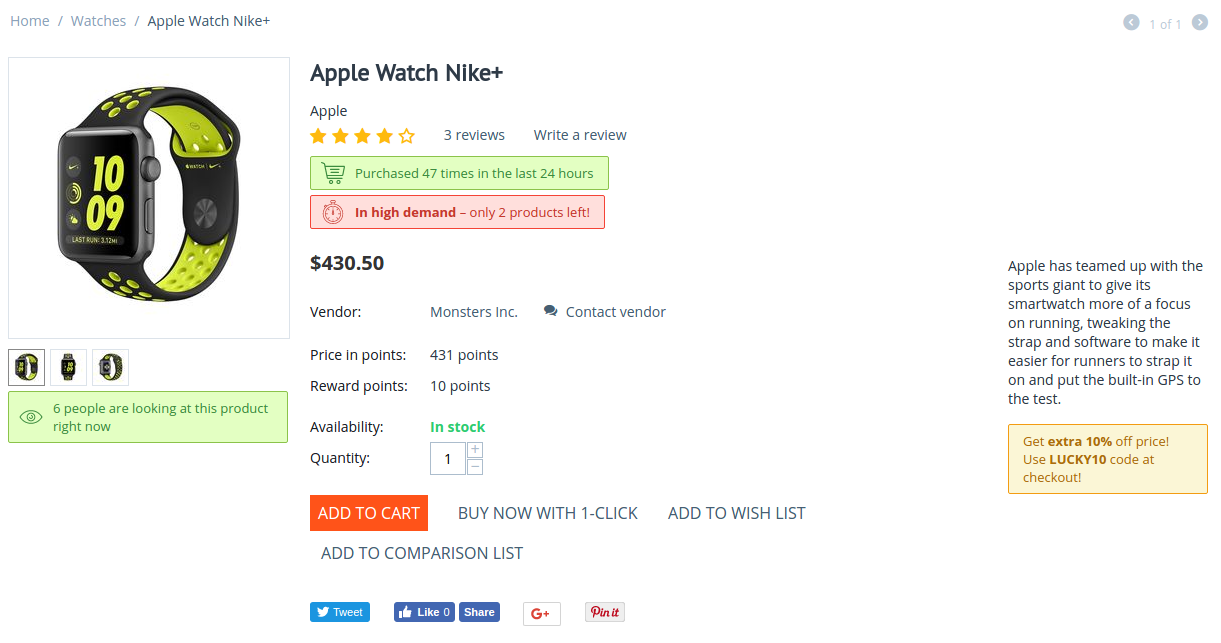 Home / Watches / Apple Watch Nike+
1 of 1
Apple Watch Nike+
Apple
3 reviews Write a review
Purchased 47 times in the last 24 hours
In high demand – only 2 products left!
10
09
LAST RUN: 3.12MI
WATCH
$430.50
Vendor: Monsters Inc. Contact vendor
Price in points: 431 points
Reward points: 10 points
6 people are looking at this product
right now
Availability: In stock
Quantity: 1 + −
Apple has teamed up with the
sports giant to give its
smartwatch more of a focus
on running, tweaking the
strap and software to make it
easier for runners to strap it
on and put the built-in GPS to
the test.
Get extra 10% off price!
Use LUCKY10 code at
checkout!
ADD TO CART BUY NOW WITH 1-CLICK ADD TO WISH LIST
ADD TO COMPARISON LIST
Tweet Like 0 Share G+ Pin it